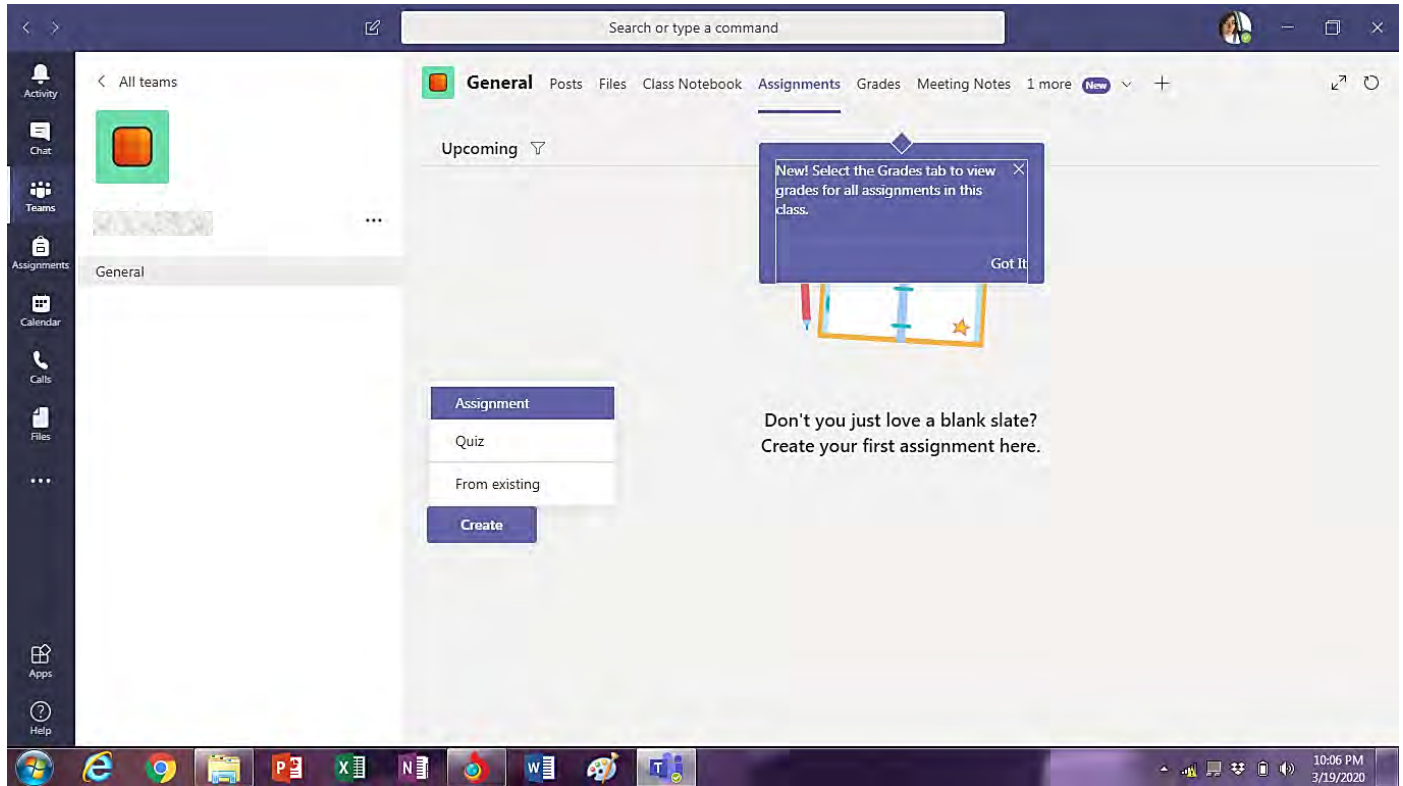 Search or type a command
Activity
Chat
Teams
Assignments
Calendar
Calls
Files
Apps
Help
All teams
General
General Posts Files Class Notebook Assignments Grades Meeting Notes 1 more New
Upcoming
New! Select the Grades tab to view
grades for all assignments in this
class.
Got It
Assignment
Quiz
From existing
Create
Don't you just love a blank slate?
Create your first assignment here.
10:06 PM
3/19/2020